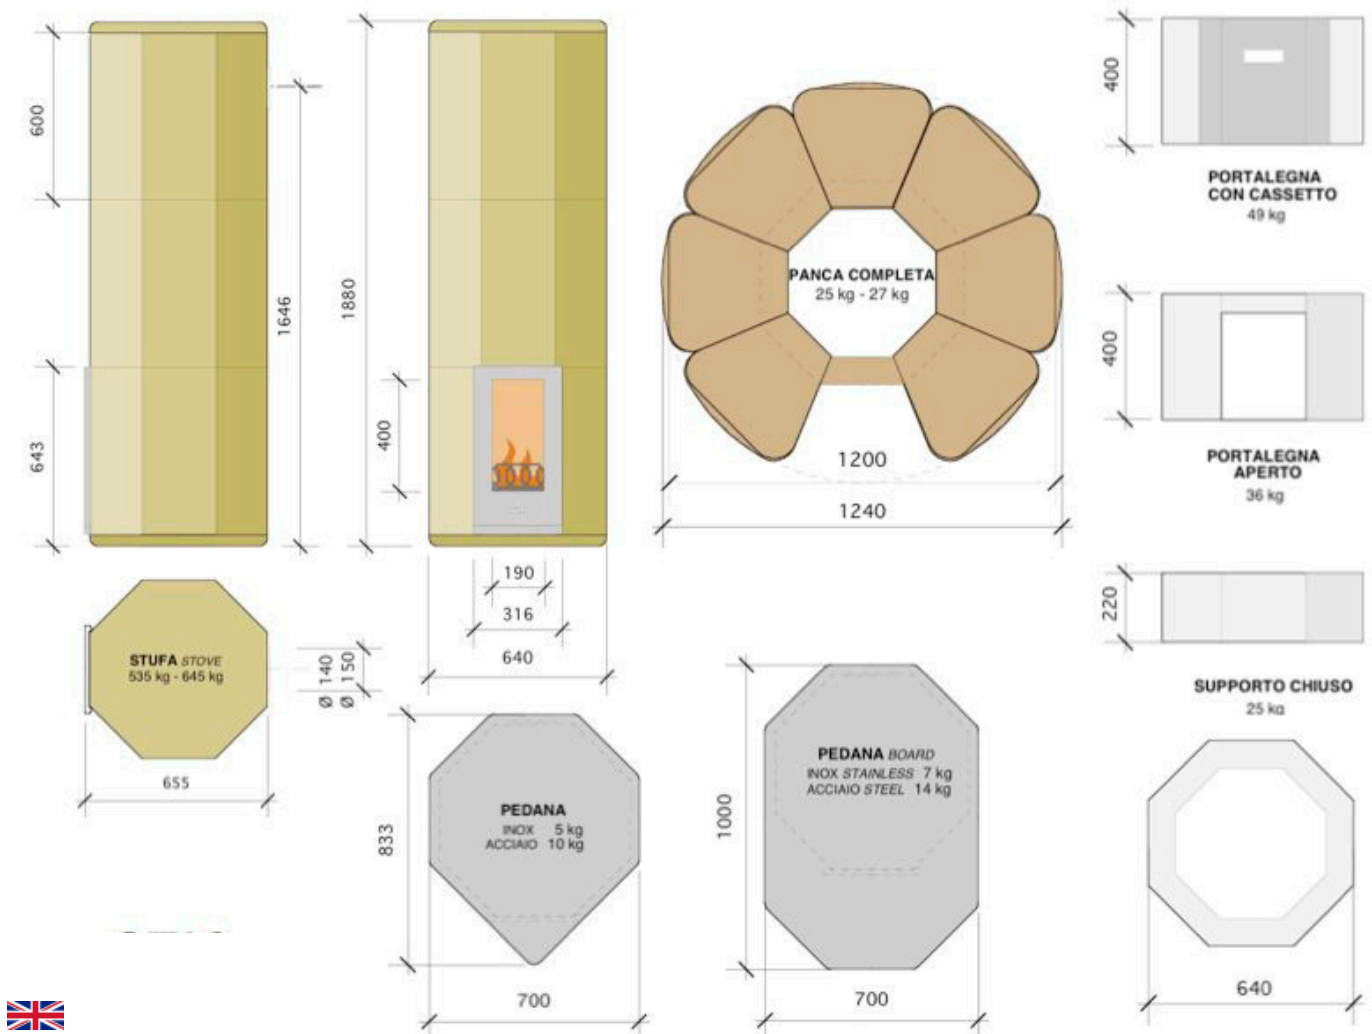 600
643
1646
1880
400
190
316
640
STUFA STOVE
535 kg - 645 kg
Ø 140
Ø 150
655
PANCA COMPLETA
25 kg - 27 kg
1200
1240
400
PORTALEGNA
CON CASSETTO
49 kg
400
PORTALEGNA
APERTO
36 kg
220
SUPPORTO CHIUSO
25 kg
640
PEDANA
INOX 5 kg
ACCIAIO 10 kg
833
700
PEDANA BOARD
INOX STAINLESS 7 kg
ACCIAIO STEEL 14 kg
1000
700